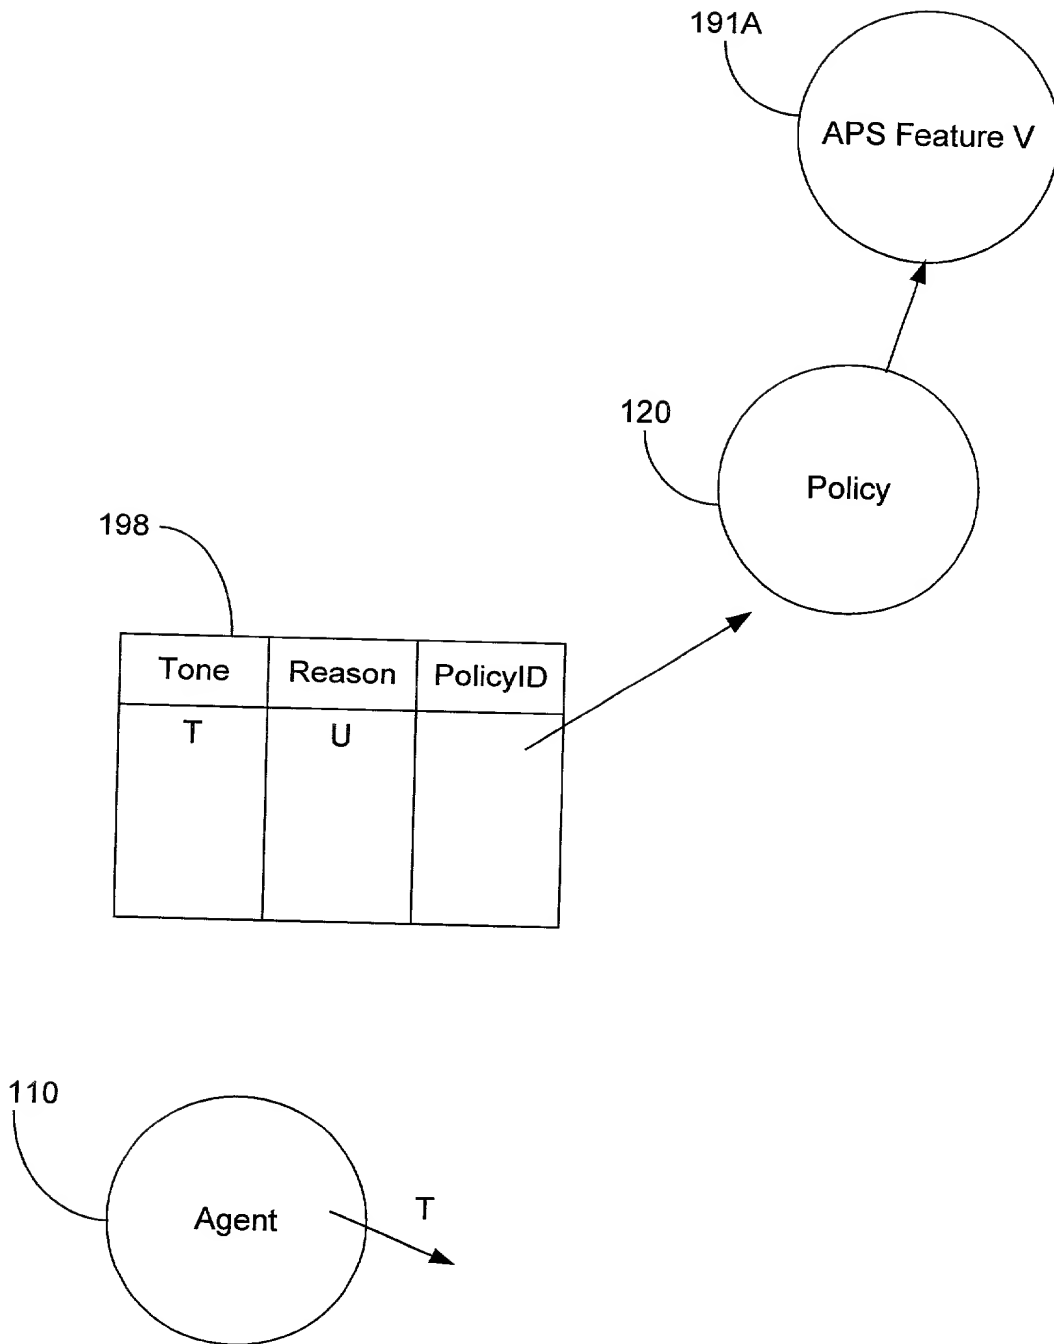 191A
APS Feature V
120
Policy
198
Tone Reason PolicyID
T U
110
Agent
T